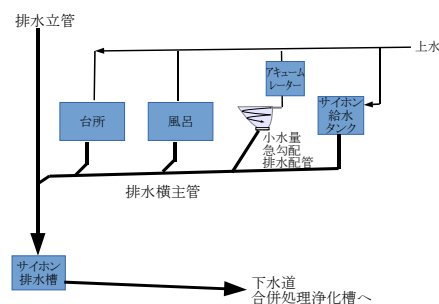 排水立管
上水
アキューム
レーター
サイホン
給水
タンク
台所
風呂
小水量
急勾配
排水配管
排水横主管
サイホン
排水槽
下水道
合併処理浄化槽へ